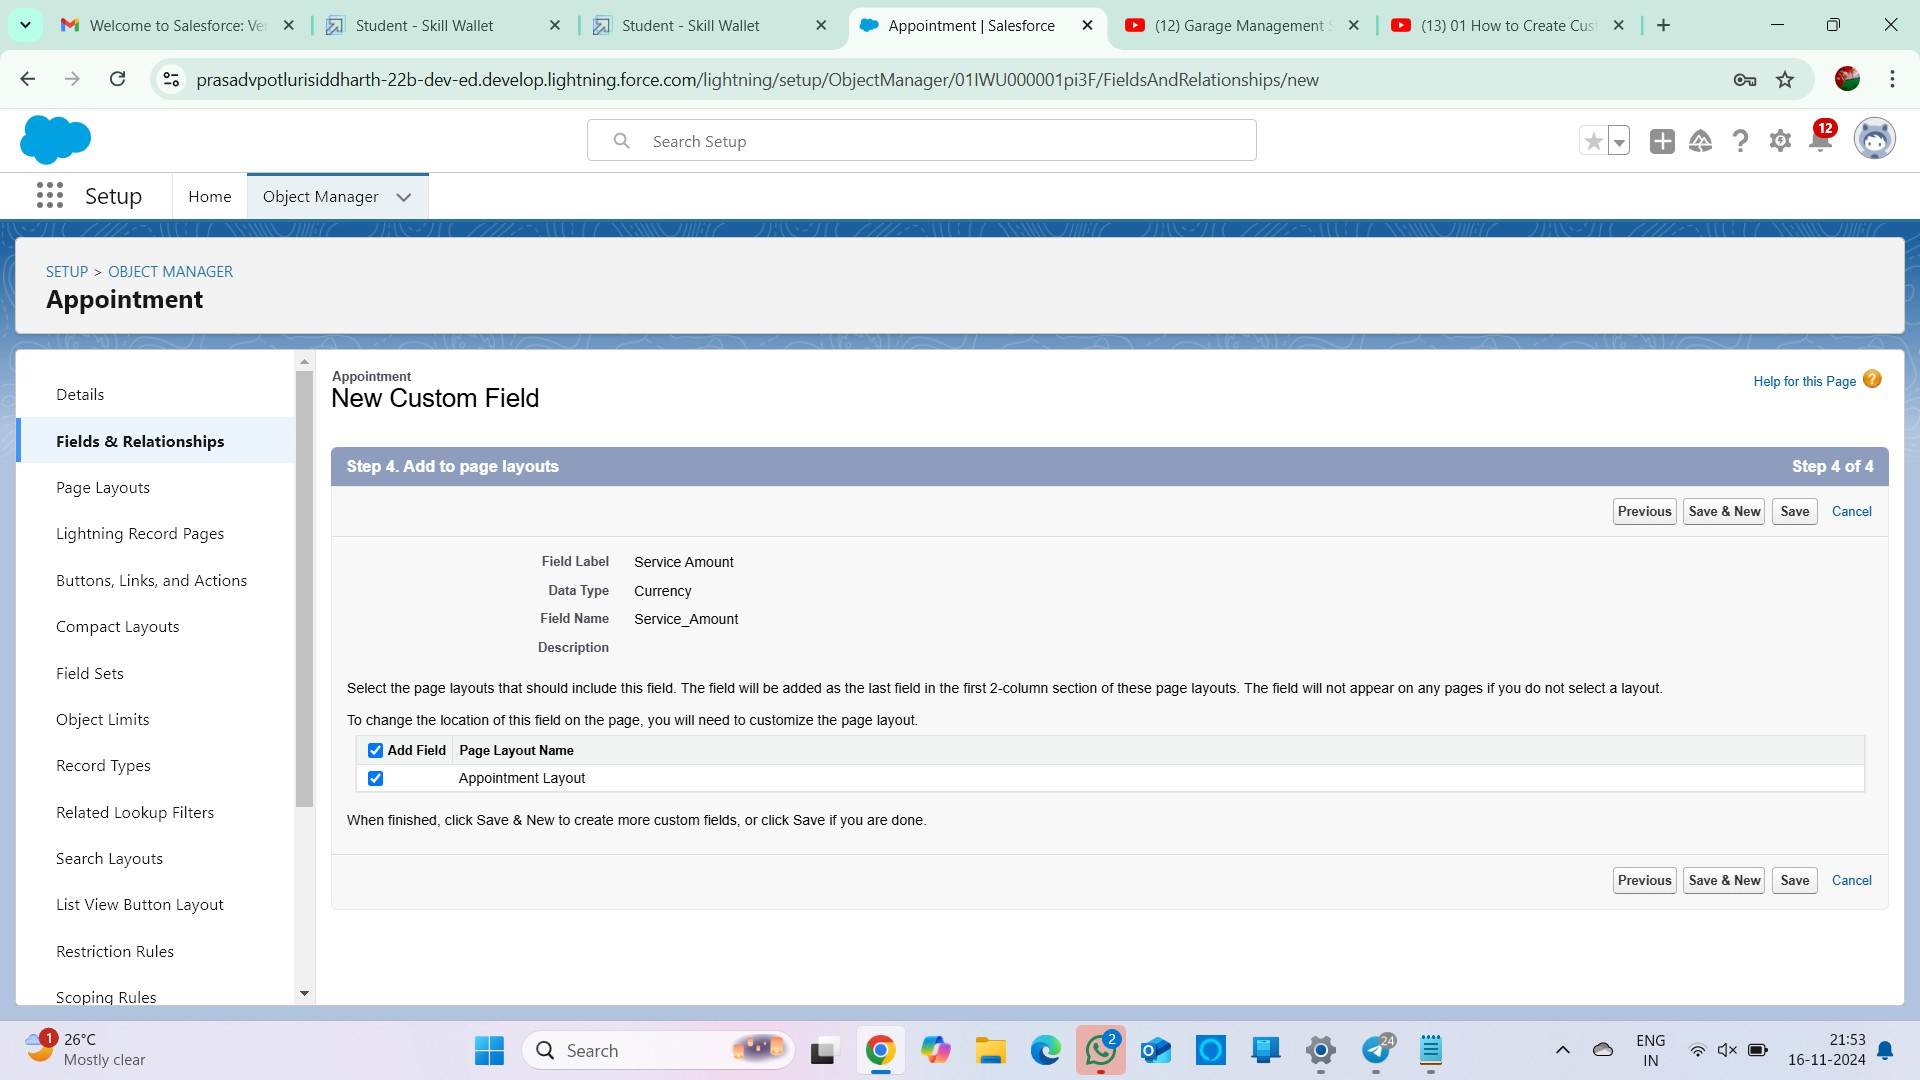 Welcome to Salesforce: Ver
Student - Skill Wallet
Student - Skill Wallet
Appointment | Salesforce
(12) Garage Management S
(13) 01 How to Create Cus
prasadvpotlurisiddharth-22b-dev-ed.develop.lightning.force.com/lightning/setup/ObjectManager/01IWU000001pi3F/FieldsAndRelationships/new
Search Setup
12
Setup
Home
Object Manager
SETUP > OBJECT MANAGER
Appointment
Details
Fields & Relationships
Page Layouts
Lightning Record Pages
Buttons, Links, and Actions
Compact Layouts
Field Sets
Object Limits
Record Types
Related Lookup Filters
Search Layouts
List View Button Layout
Restriction Rules
Scoping Rules
Appointment
New Custom Field
Help for this Page ?
Step 4. Add to page layouts
Step 4 of 4
Previous Save & New Save Cancel
Field Label Service Amount
Data Type Currency
Field Name Service_Amount
Description
Select the page layouts that should include this field. The field will be added as the last field in the first 2-column section of these page layouts. The field will not appear on any pages if you do not select a layout.
To change the location of this field on the page, you will need to customize the page layout.
Add Field Page Layout Name
Appointment Layout
When finished, click Save & New to create more custom fields, or click Save if you are done.
Previous Save & New Save Cancel
1
26°C
Mostly clear
Search
2
24
ENG
IN
21:53
16-11-2024